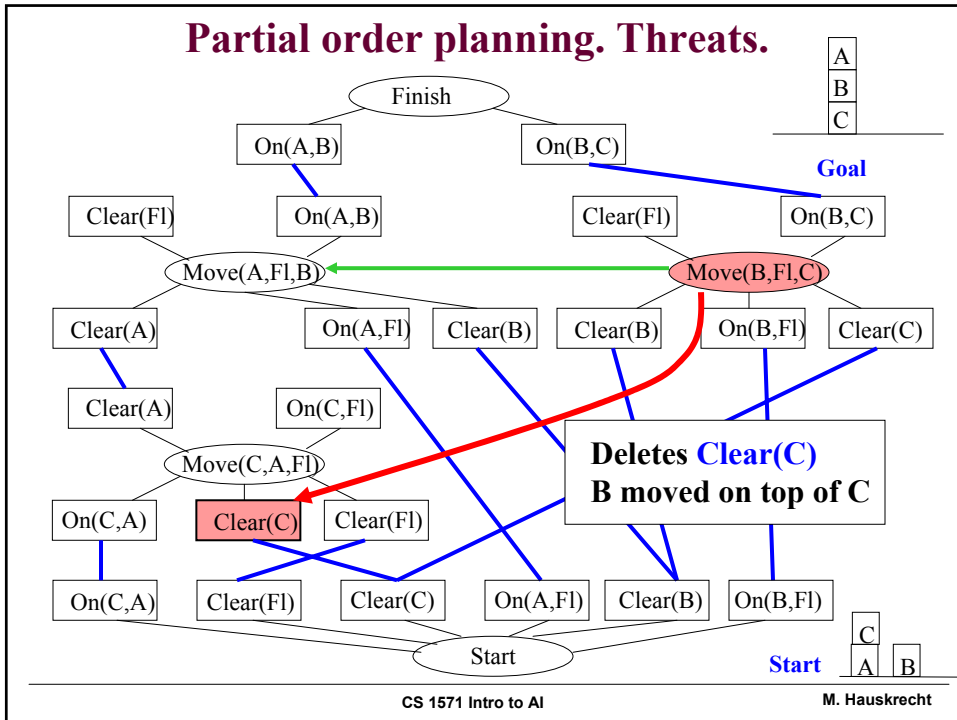 Partial order planning. Threats.
A
B
C
Finish
On(A,B)
On(B,C)
Goal
Clear(Fl)
On(A,B)
Clear(Fl)
On(B,C)
Move(A,Fl,B)
Move(B,Fl,C)
Clear(A)
On(A,Fl)
Clear(B)
Clear(B)
On(B,Fl)
Clear(C)
Clear(A)
On(C,Fl)
Move(C,A,Fl)
Deletes Clear(C)
B moved on top of C
On(C,A)
Clear(C)
Clear(Fl)
On(C,A)
Clear(Fl)
Clear(C)
On(A,Fl)
Clear(B)
On(B,Fl)
Start
Start
C
A B
CS 1571 Intro to AI
M. Hauskrecht